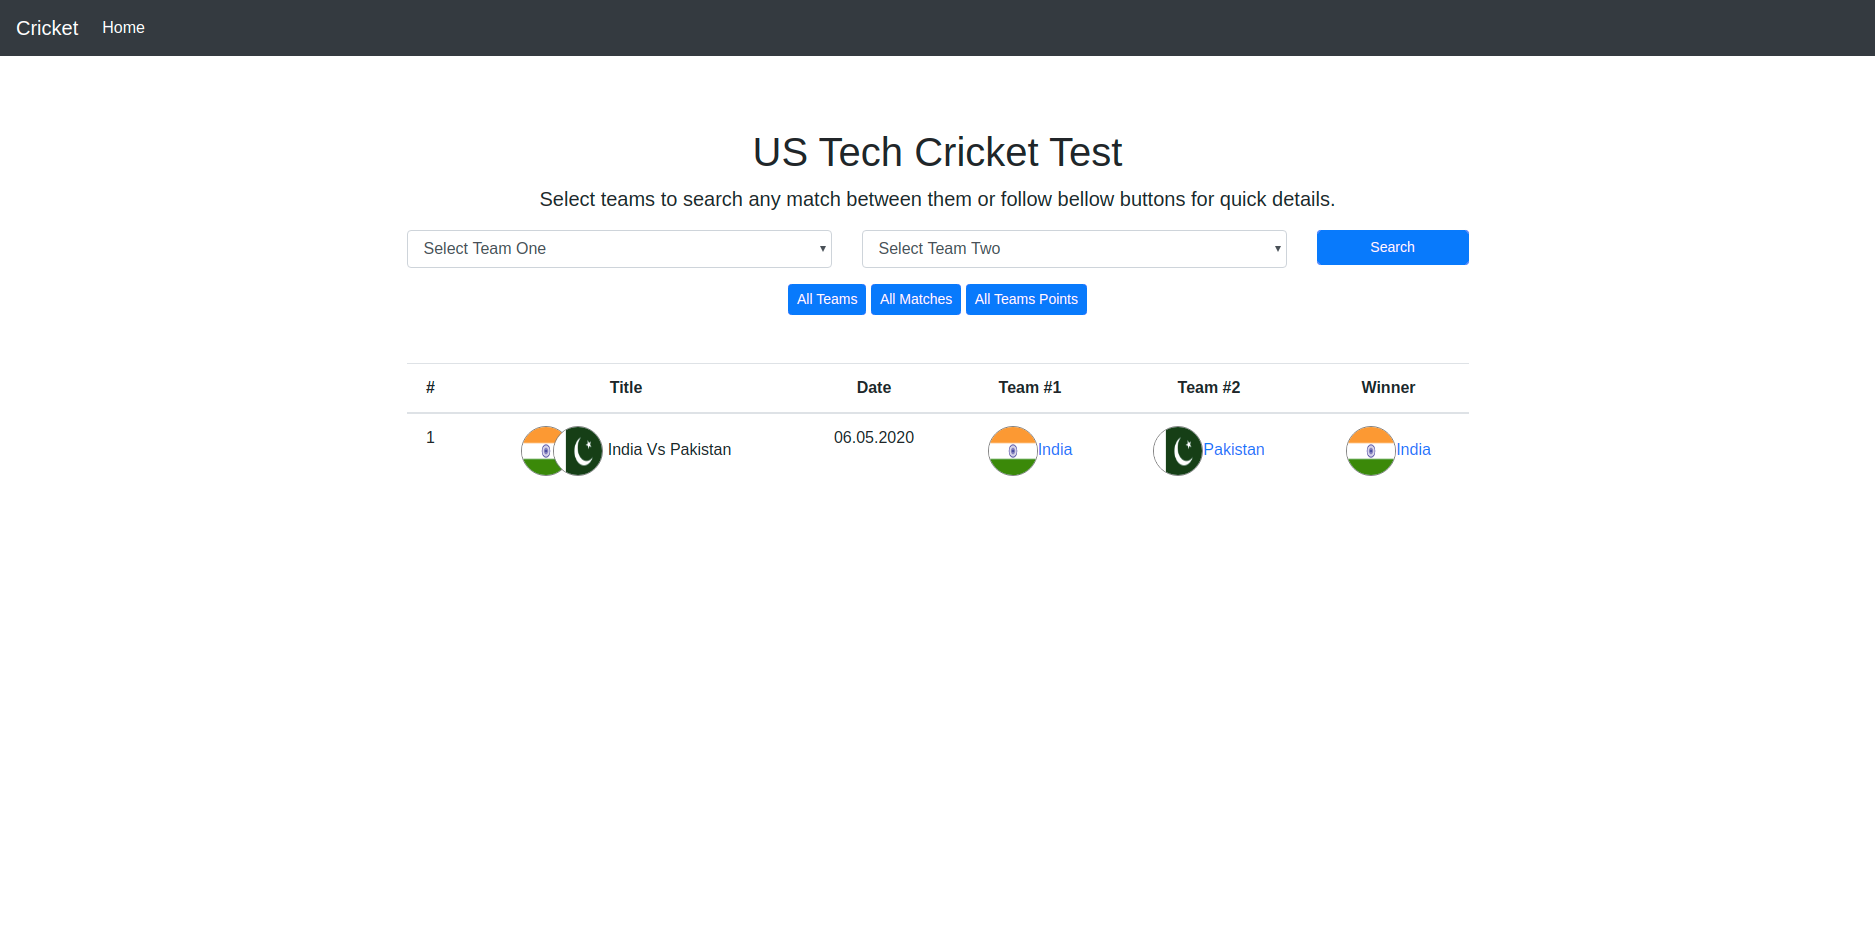 Cricket Home
US Tech Cricket Test
Select teams to search any match between them or follow bellow buttons for quick details.
Select Team One Select Team Two Search
All Teams All Matches All Teams Points
# Title Date Team #1 Team #2 Winner
1 India Vs Pakistan 06.05.2020 India Pakistan India